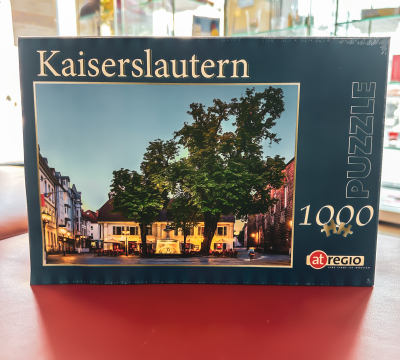 Kaiserslautern
PUZZLE
1000
atREGIO